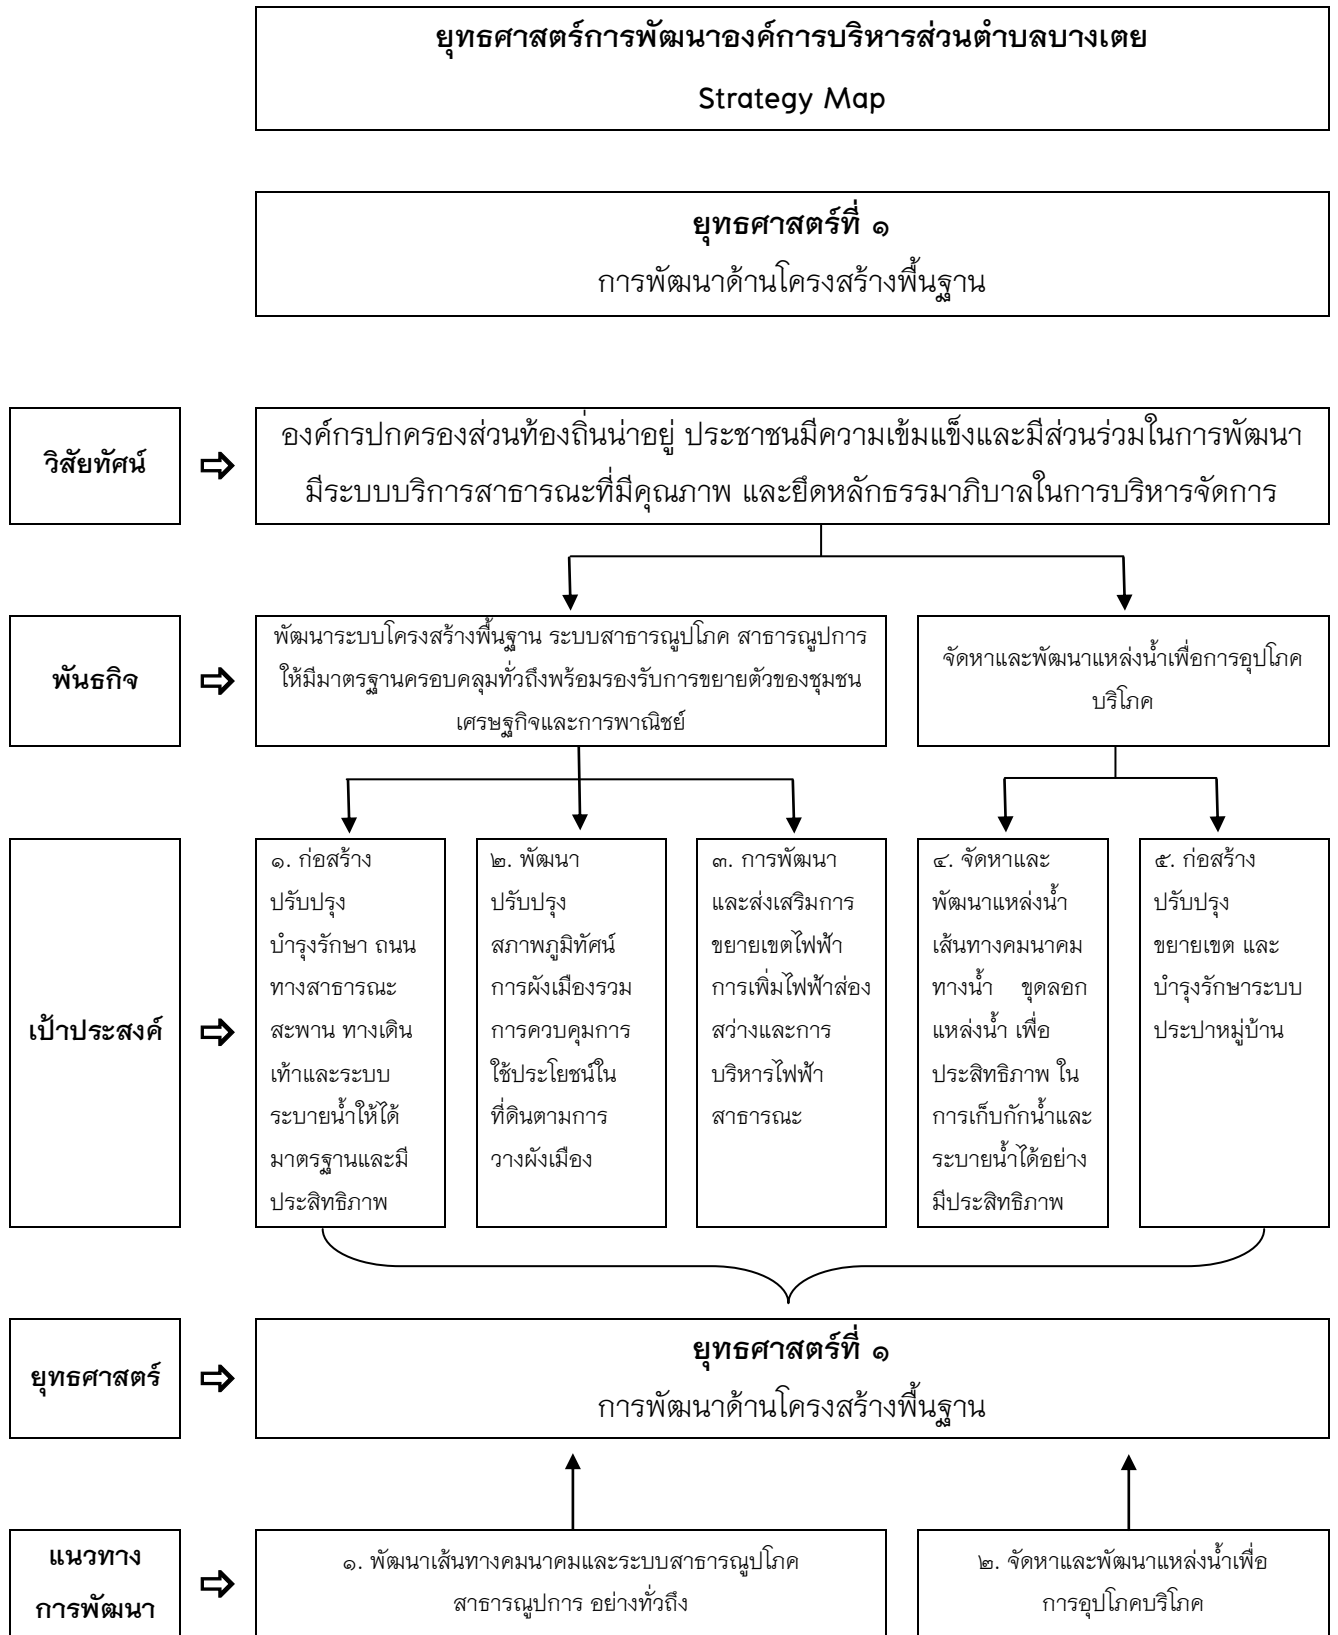 ยุทธศาสตร์การพัฒนาองค์การบริหารส่วนตำบลบางเตย
Strategy Map
ยุทธศาสตร์ที่ ๑
การพัฒนาด้านโครงสร้างพื้นฐาน
วิสัยทัศน์
องค์กรปกครองส่วนท้องถิ่นน่าอยู่ ประชาชนมีความเข้มแข็งและมีส่วนร่วมในการพัฒนา
มีระบบบริการสาธารณะที่มีคุณภาพ และยึดหลักธรรมาภิบาลในการบริหารจัดการ
พันธกิจ
พัฒนาระบบโครงสร้างพื้นฐาน ระบบสาธารณูปโภค สาธารณูปการ
ให้มีมาตรฐานครอบคลุมทั่วถึงพร้อมรองรับการขยายตัวของชุมชน
เศรษฐกิจและการพาณิชย์
จัดหาและพัฒนาแหล่งน้ำเพื่อการอุปโภค
บริโภค
เป้าประสงค์
๑. ก่อสร้าง
ปรับปรุง
บำรุงรักษา ถนน
ทางสาธารณะ
สะพาน ทางเดิน
เท้าและระบบ
ระบายน้ำให้ได้
มาตรฐานและมี
ประสิทธิภาพ
๒. พัฒนา
ปรับปรุง
สภาพภูมิทัศน์
การผังเมืองรวม
การควบคุมการ
ใช้ประโยชน์ใน
ที่ดินตามการ
วางผังเมือง
๓. การพัฒนา
และส่งเสริมการ
ขยายเขตไฟฟ้า
การเพิ่มไฟฟ้าส่อง
สว่างและการ
บริหารไฟฟ้า
สาธารณะ
๔. จัดหาและ
พัฒนาแหล่งน้ำ
เส้นทางคมนาคม
ทางน้ำ ขุดลอก
แหล่งน้ำ เพื่อ
ประสิทธิภาพ ใน
การเก็บกักน้ำและ
ระบายน้ำได้อย่าง
มีประสิทธิภาพ
๕. ก่อสร้าง
ปรับปรุง
ขยายเขต และ
บำรุงรักษาระบบ
ประปาหมู่บ้าน
ยุทธศาสตร์
ยุทธศาสตร์ที่ ๑
การพัฒนาด้านโครงสร้างพื้นฐาน
แนวทาง
การพัฒนา
๑. พัฒนาเส้นทางคมนาคมและระบบสาธารณูปโภค
สาธารณูปการ อย่างทั่วถึง
๒. จัดหาและพัฒนาแหล่งน้ำเพื่อ
การอุปโภคบริโภค